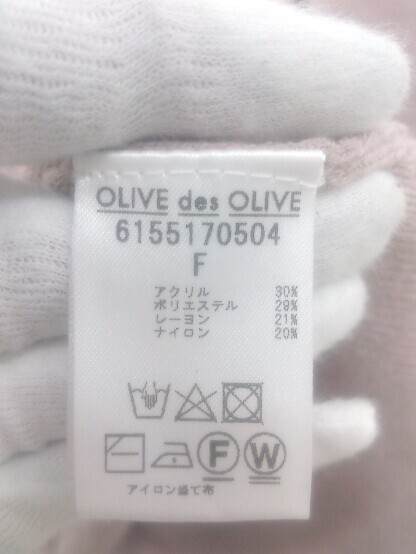 OLIVE des OLIVE
6155170504
F
アクリル 30%
ポリエステル 29%
レーヨン 21%
ナイロン 20%
F W
アイロン当て布